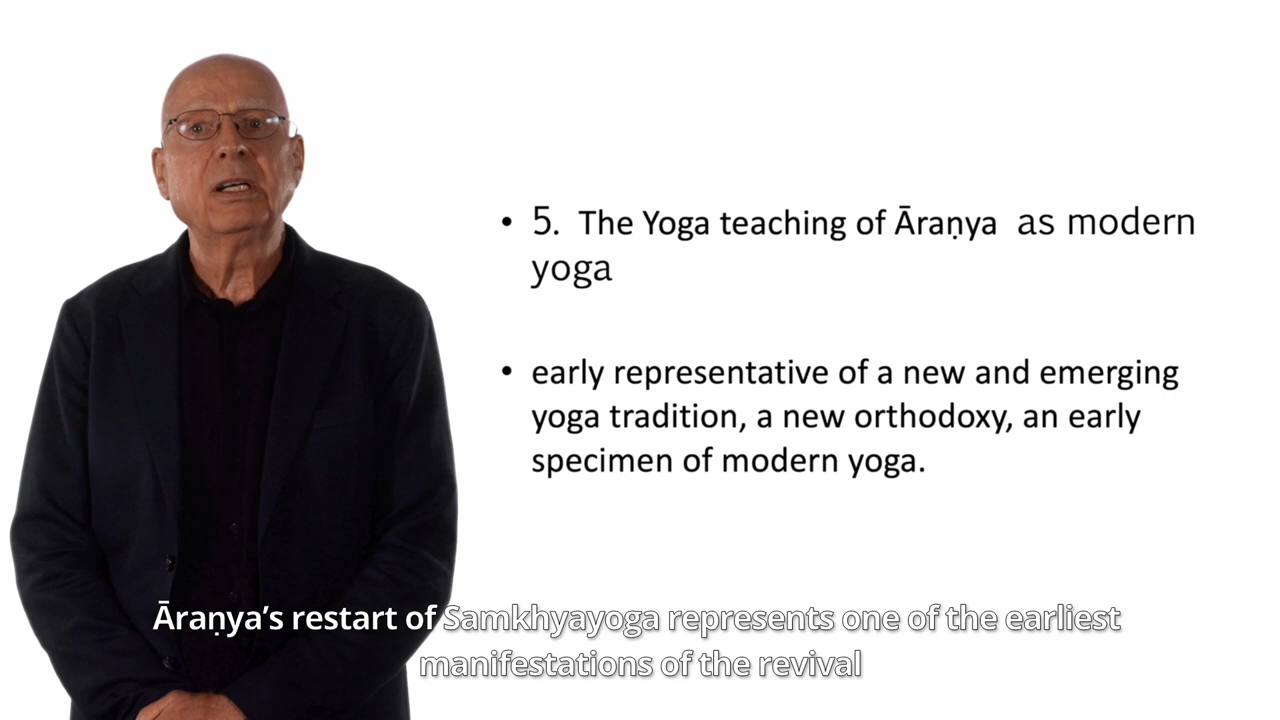 • 5. The Yoga teaching of Āraṇya as modern
yoga
• early representative of a new and emerging
yoga tradition, a new orthodoxy, an early
specimen of modern yoga.
Āraṇya’s restart of Samkhyayoga represents one of the earliest
manifestations of the revival